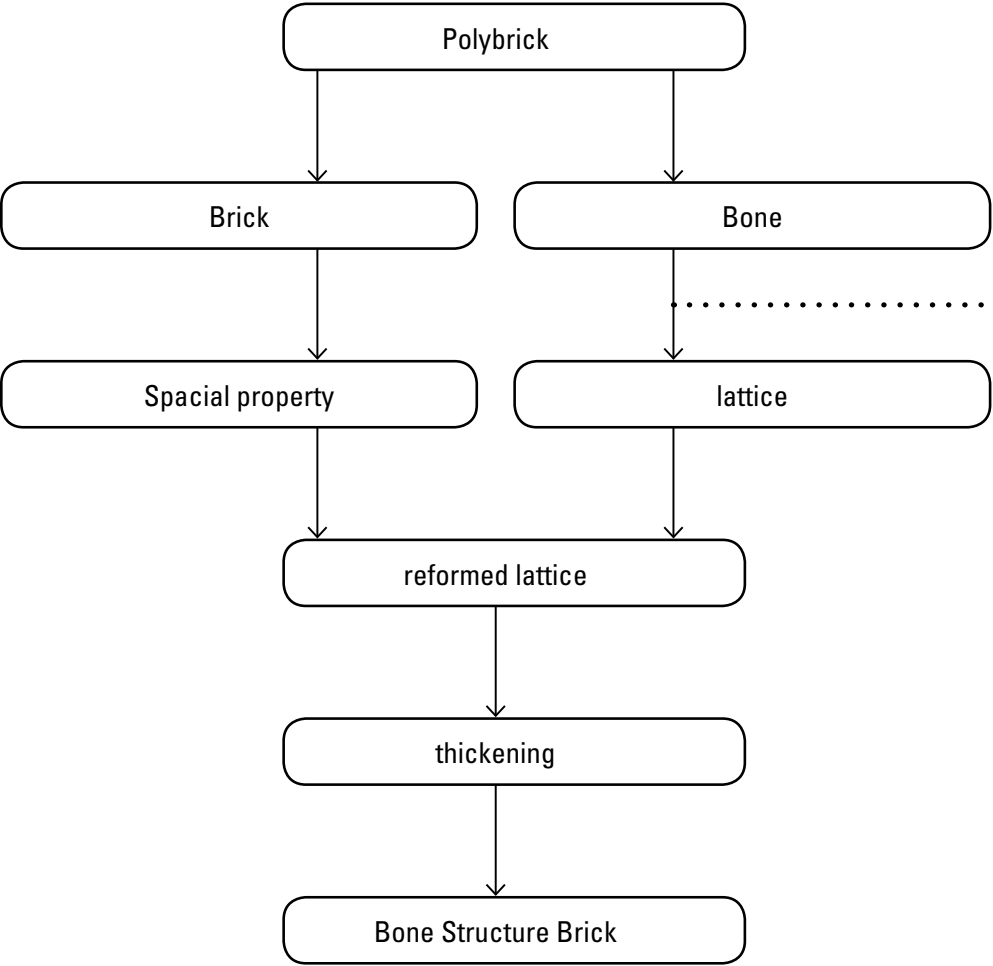 Polybrick
Brick
Bone
Spacial property
lattice
reformed lattice
thickening
Bone Structure Brick